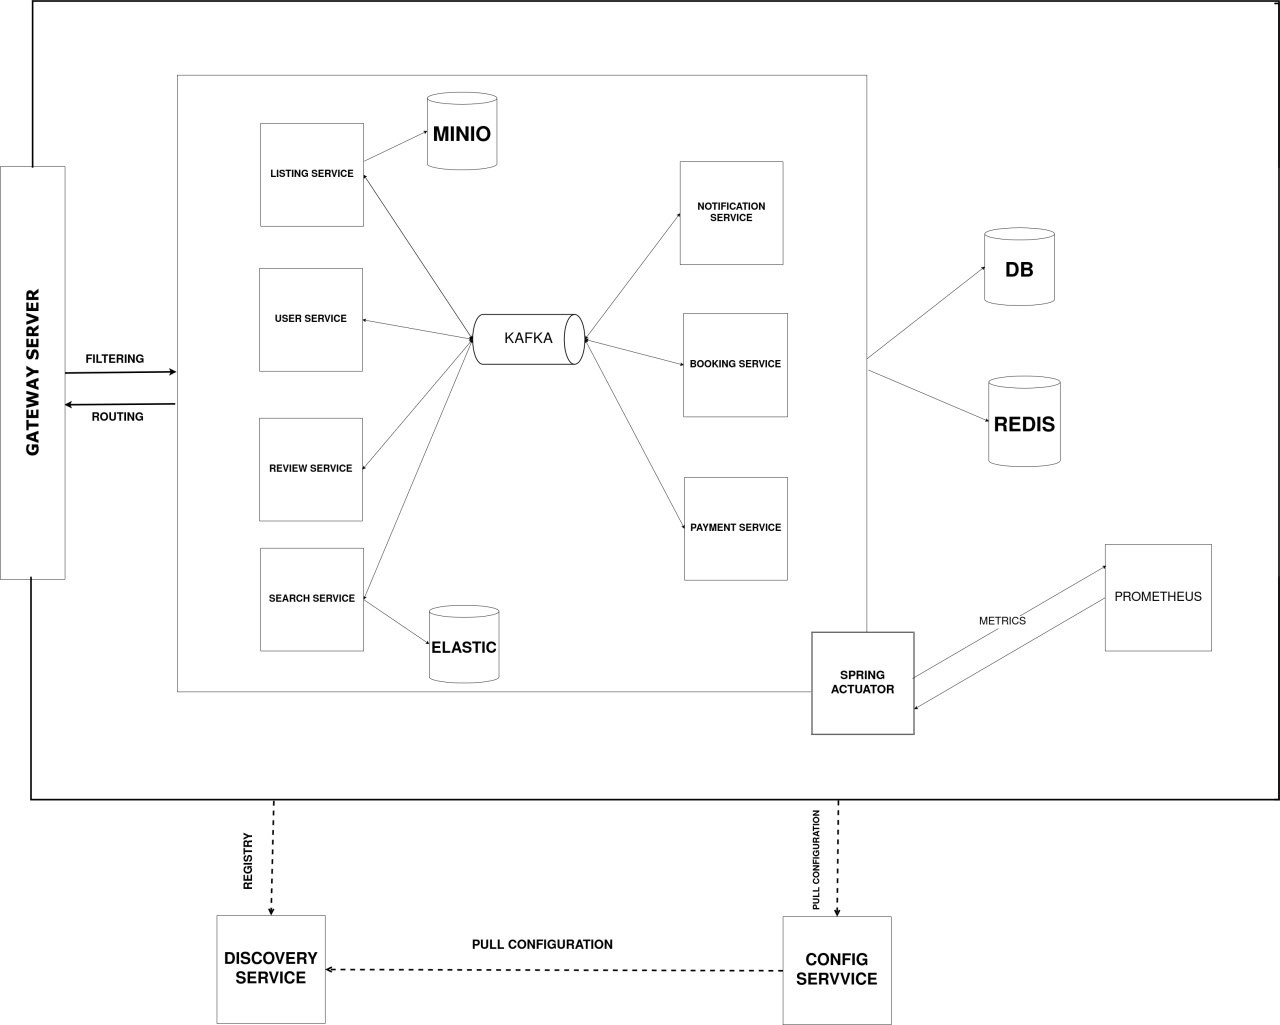 MINIO
LISTING SERVICE
NOTIFICATION
SERVICE
DB
USER SERVICE
KAFKA
GATEWAY SERVER
FILTERING
BOOKING SERVICE
ROUTING
REDIS
REVIEW SERVICE
PAYMENT SERVICE
SEARCH SERVICE
PROMETHEUS
METRICS
ELASTIC
SPRING
ACTUATOR
REGISTRY
PULL CONFIGURATION
PULL CONFIGURATION
DISCOVERY
SERVICE
CONFIG
SERVVICE